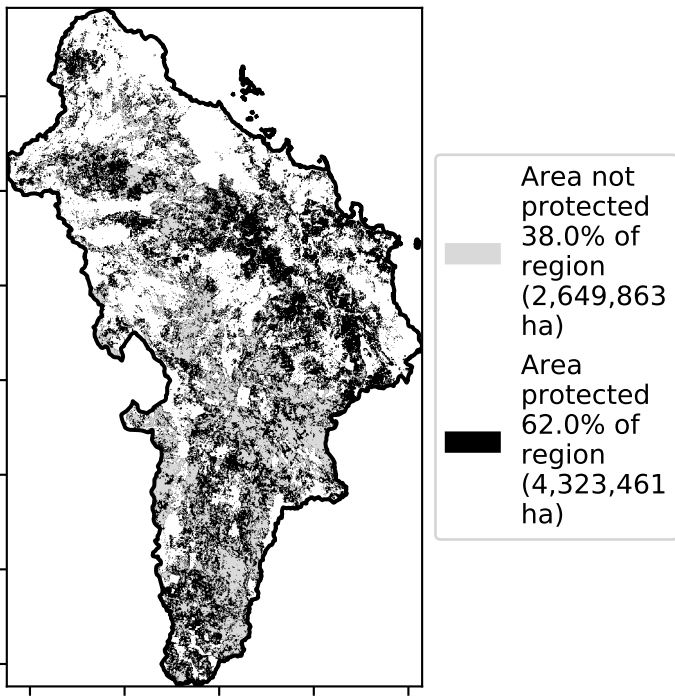 Area not
protected
38.0% of
region
(2,649,863
ha)
Area
protected
62.0% of
region
(4,323,461
ha)